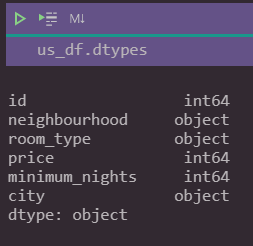 M↓
us_df.dtypes
id int64
neighbourhood object
room_type object
price int64
minimum_nights int64
city object
dtype: object